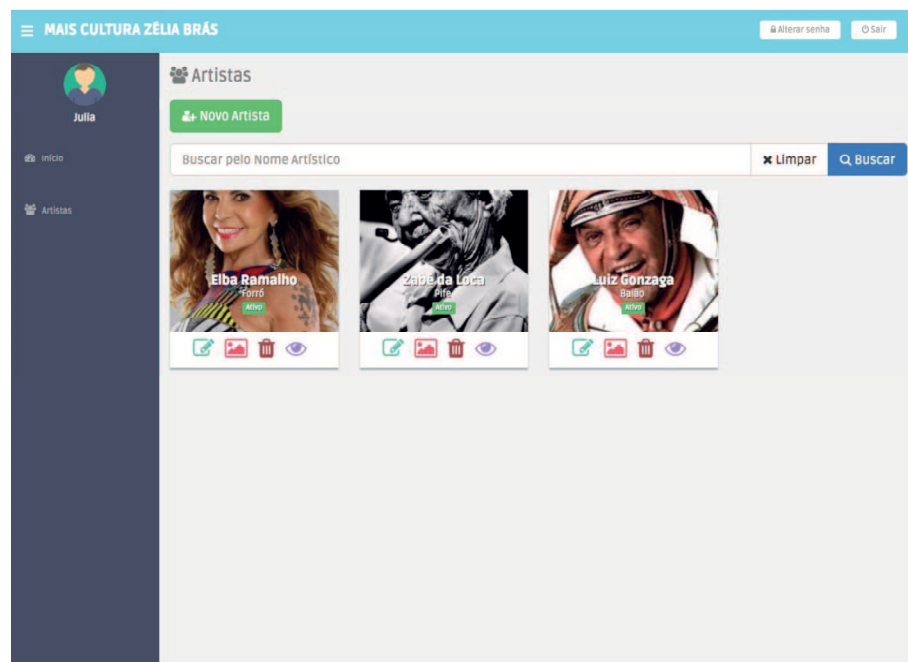 MAIS CULTURA ZÉLIA BRÁS
Alterar senha
Sair
Julia
Início
Artistas
Artistas
Novo Artista
Buscar pelo Nome Artístico
Limpar
Buscar
Elba Ramalho
Forró
Ativo
Zabé da Loca
Pife
Ativo
Luiz Gonzaga
Baião
Ativo